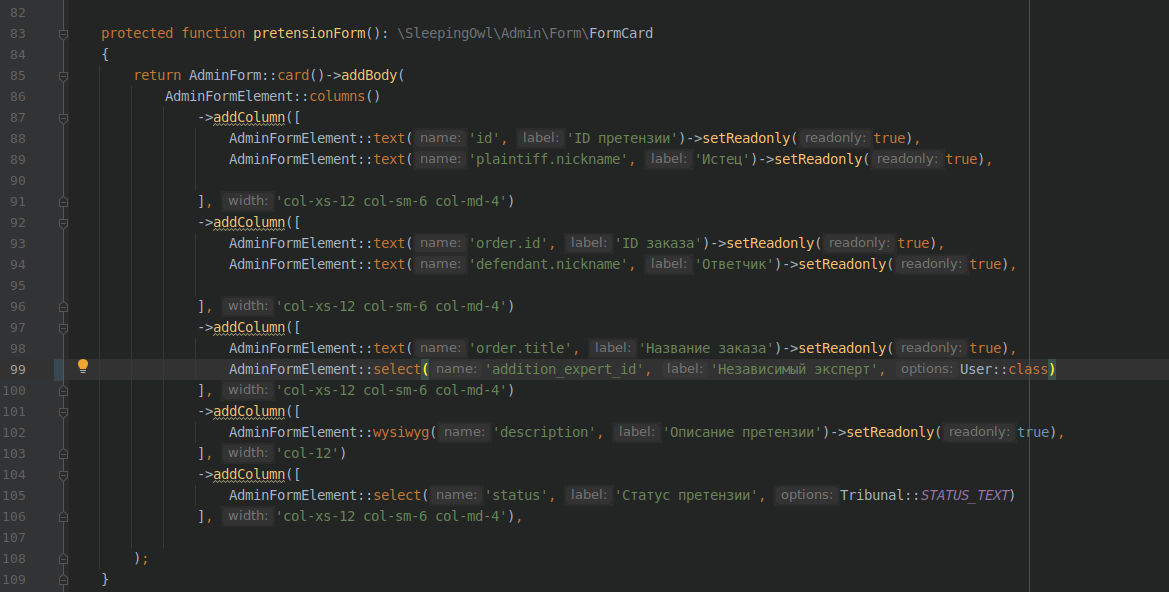 82
83 protected function pretensionForm(): \SleepingOwl\Admin\Form\FormCard
84 {
85 return AdminForm::card()->addBody(
86 AdminFormElement::columns()
87 ->addColumn([
88 AdminFormElement::text( name: 'id', label: 'ID претензии')->setReadonly( readonly: true),
89 AdminFormElement::text( name: 'plaintiff.nickname', label: 'Истец')->setReadonly( readonly: true),
90
91 ], width: 'col-xs-12 col-sm-6 col-md-4')
92 ->addColumn([
93 AdminFormElement::text( name: 'order.id', label: 'ID заказа')->setReadonly( readonly: true),
94 AdminFormElement::text( name: 'defendant.nickname', label: 'Ответчик')->setReadonly( readonly: true),
95
96 ], width: 'col-xs-12 col-sm-6 col-md-4')
97 ->addColumn([
98 AdminFormElement::text( name: 'order.title', label: 'Название заказа')->setReadonly( readonly: true),
99 AdminFormElement::select( name: 'addition_expert_id', label: 'Независимый эксперт', options: User::class)
100 ], width: 'col-xs-12 col-sm-6 col-md-4')
101 ->addColumn([
102 AdminFormElement::wysiwyg( name: 'description', label: 'Описание претензии')->setReadonly( readonly: true),
103 ], width: 'col-12')
104 ->addColumn([
105 AdminFormElement::select( name: 'status', label: 'Статус претензии', options: Tribunal::STATUS_TEXT)
106 ], width: 'col-xs-12 col-sm-6 col-md-4'),
107
108 );
109 }